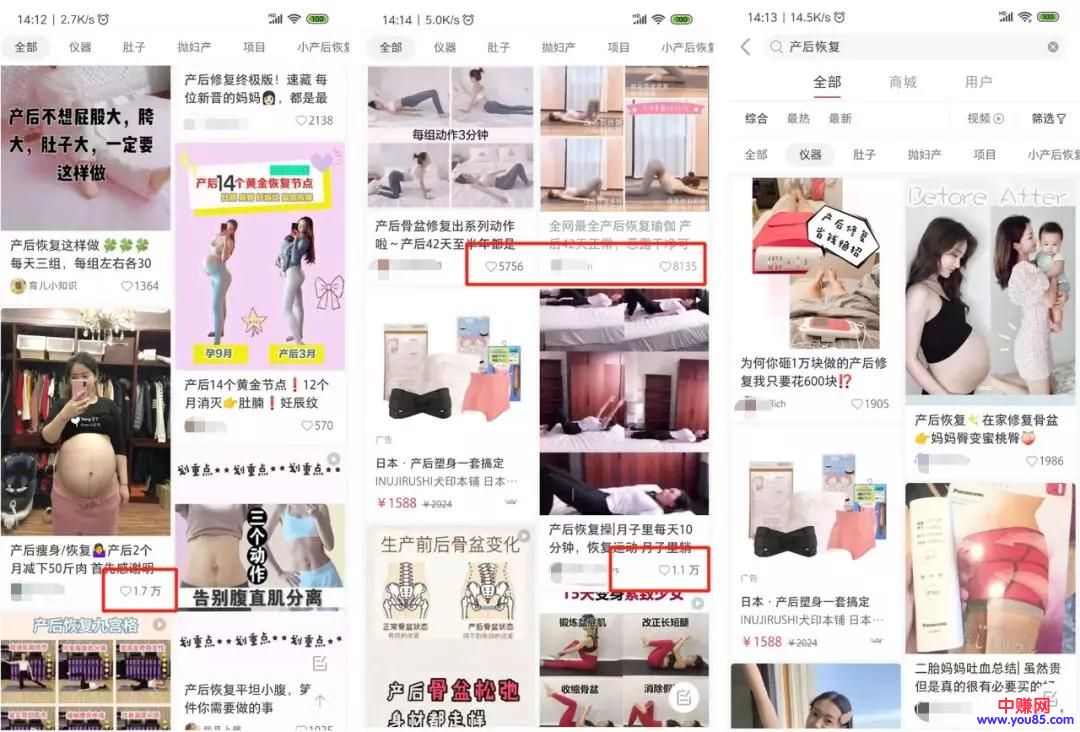 14:12 | 2.7K/s
100
全部
仪器
肚子
抛妇产
项目
小产后恢复
产后不想屁股大，胯
大，肚子大，一定要
这样做
产后恢复这样做
每天三组，每组左右各30
育儿小知识
1364
产后瘦身/恢复 产后2个
月减下50斤肉 首先感谢明
1.7 万
产后恢复九宫格
产后修复终极版！速藏 每
位新晋的妈妈，都是最
2138
产后14个黄金恢复节点
孕9月
产后3月
产后14个黄金节点❗12个
月消灭👉肚腩❗妊辰纹
570
划重点**划重点**划重点**
三个动作
告别腹直肌分离
划重点**划重点**划重点**
产后恢复平坦小腹，第
件你需要做的事
14:14 | 5.0K/s
100
全部
仪器
肚子
抛妇产
项目
小产后恢复
每组动作3分钟
产后骨盆修复出系列动作
啦～产后42天至半年都是
5756
广告
日本·产后塑身一套搞定
INUJIRUSHI犬印本铺 日本…
￥1588 ￥2024
生产前后骨盆变化
正常骨盆状态
产后骨盆松弛
身材都走样
全网最全产后恢复瑜伽 产
后42天正常，恶露干净可
8135
产后恢复操|月子里每天10
分钟，恢复运动 月子里躺
1.1 万
15天变身紧致少女
锻炼盆底肌
改正长短腿
收缩骨盆
14:13 | 14.5K/s
100
产后恢复
全部
商城
用户
综合
最热
最新
视频
筛选
全部
仪器
肚子
抛妇产
项目
小产后恢复
产后修复
省钱绝招
为何你砸1万块做的产后修
复我只要花600块⁉
Rich
1905
广告
日本·产后塑身一套搞定
INUJIRUSHI犬印本铺 日本…
￥1588 ￥2024
Before After
产后恢复✨在家修复骨盆
👉妈妈臀变蜜桃臀🍑
1986
Panasonic
二胎妈妈吐血总结| 虽然贵
但是真的很有必要买的好
中赚网
www.you85.com